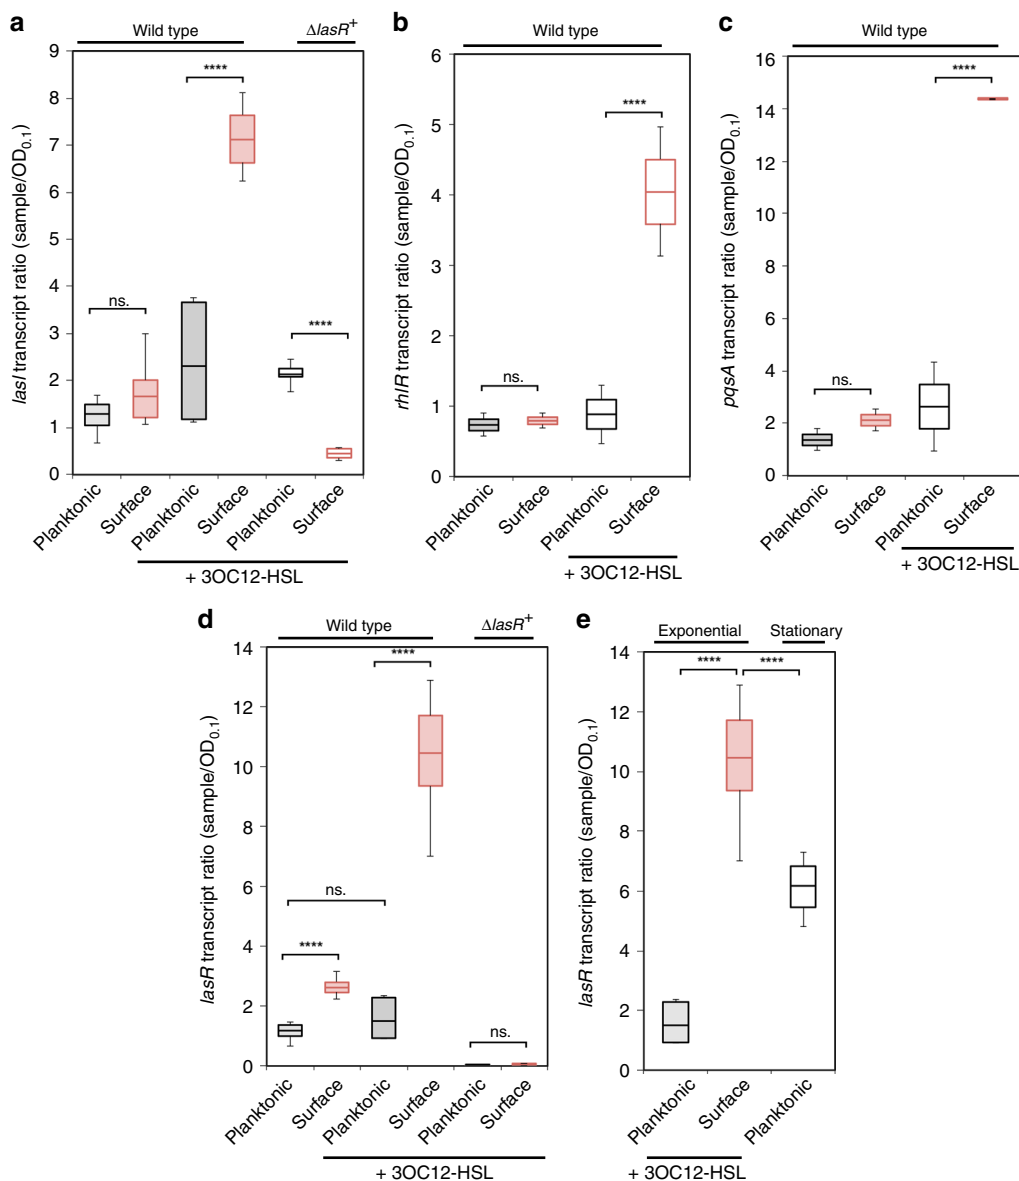 a
Wild type
ΔlasR+
lasI transcript ratio (sample/OD0.1)
9
8
7
6
5
4
3
2
1
0
ns.
****
****
Planktonic
Surface
Planktonic
Surface
Planktonic
Surface
+ 3OC12-HSL
b
Wild type
rhlR transcript ratio (sample/OD0.1)
6
5
4
3
2
1
0
ns.
****
Planktonic
Surface
Planktonic
Surface
+ 3OC12-HSL
c
Wild type
pqsA transcript ratio (sample/OD0.1)
16
14
12
10
8
6
4
2
0
ns.
****
Planktonic
Surface
Planktonic
Surface
+ 3OC12-HSL
d
Wild type
ΔlasR+
lasR transcript ratio (sample/OD0.1)
14
12
10
8
6
4
2
0
****
ns.
****
ns.
Planktonic
Surface
Planktonic
Surface
Planktonic
Surface
+ 3OC12-HSL
e
Exponential
Stationary
lasR transcript ratio (sample/OD0.1)
14
12
10
8
6
4
2
0
****
****
Planktonic
Surface
Planktonic
+ 3OC12-HSL